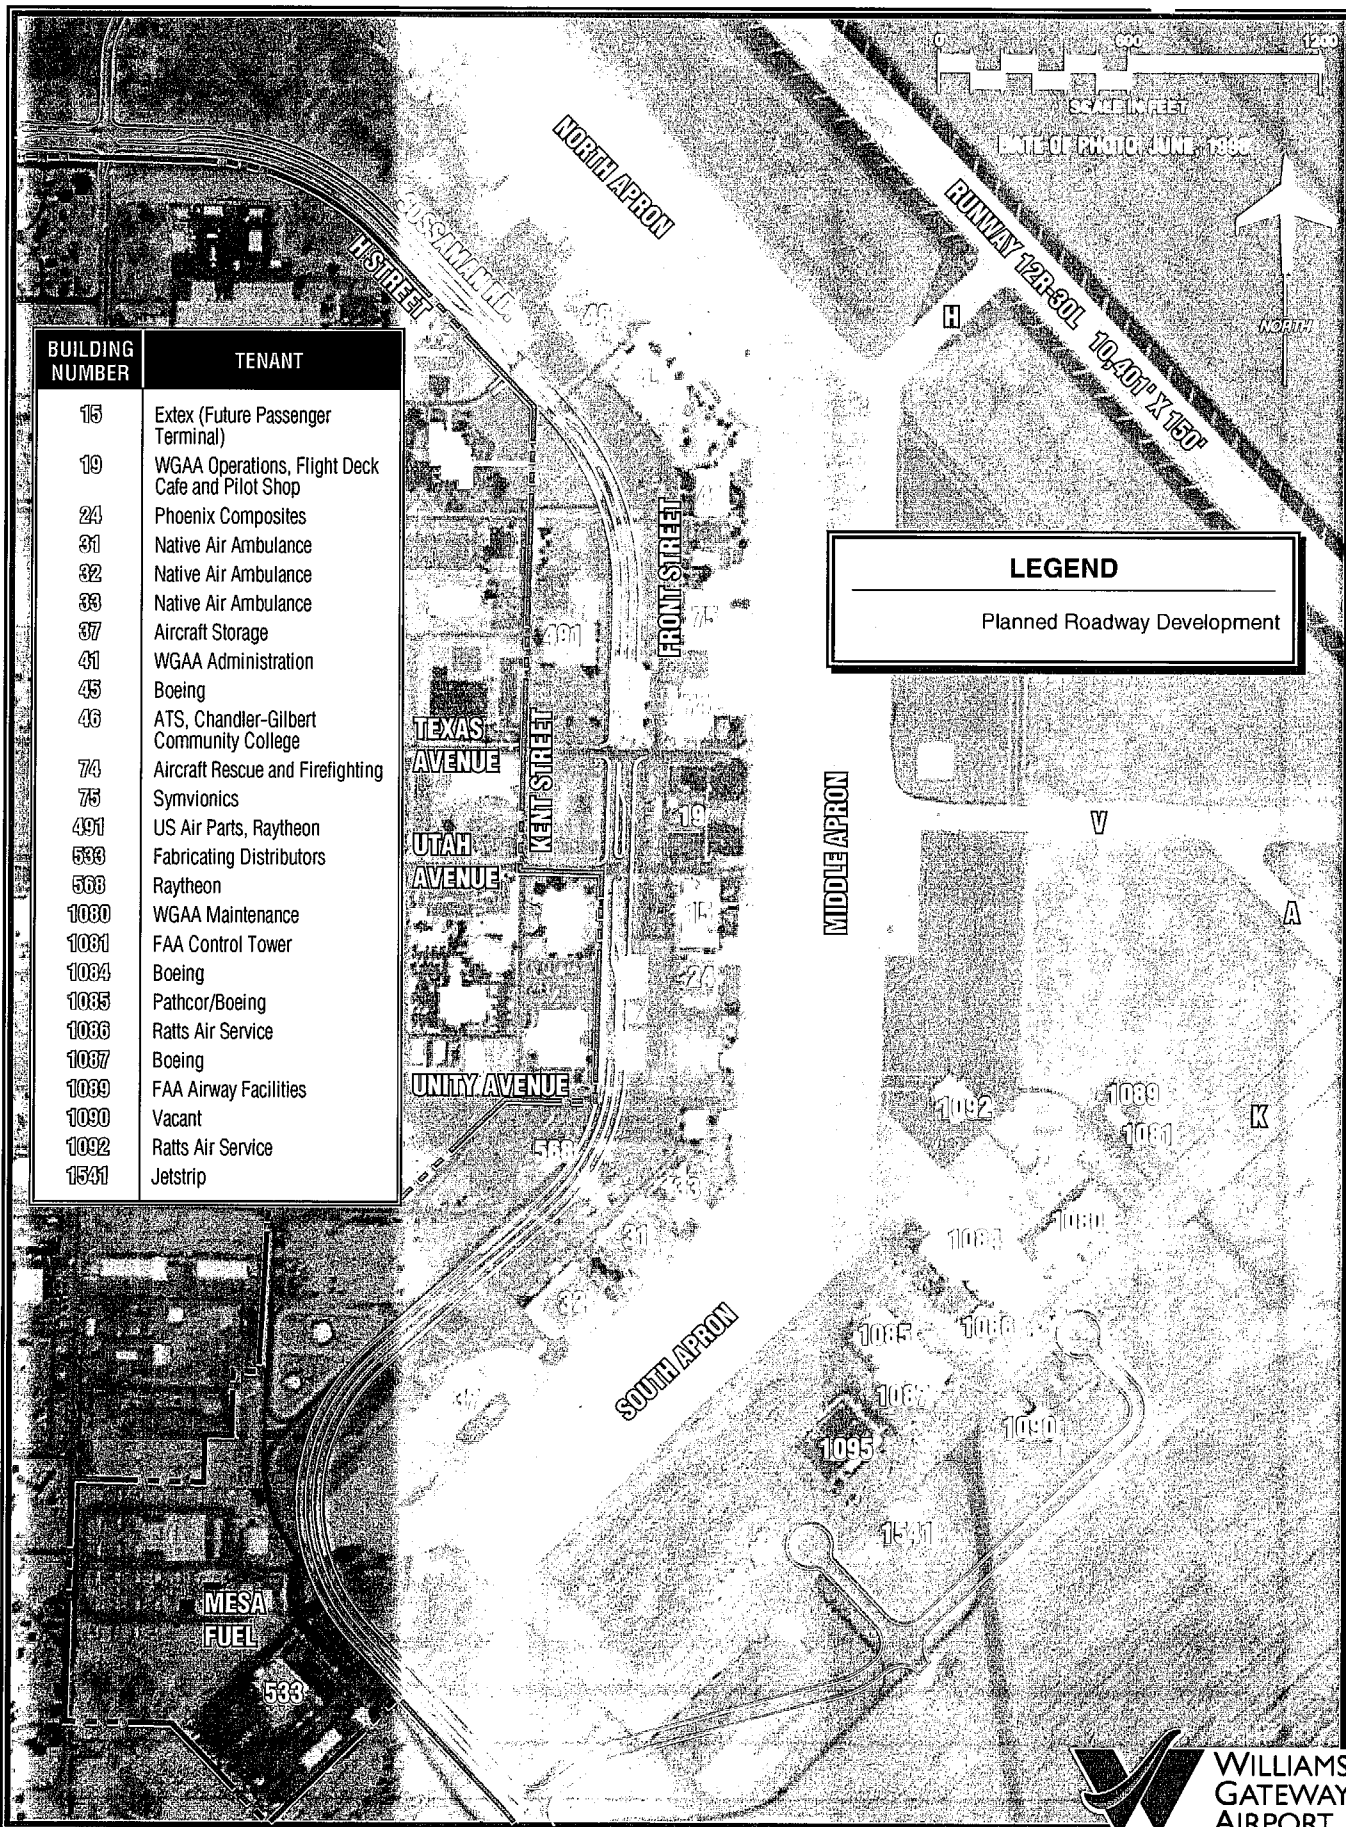 0 600 1200
SCALE IN FEET
DATE OF PHOTO: JUNE,
NORTH
NORTH APRON
RUNWAY 12R-30L 10,401' X 150'
H STREET
RD.
H
46
BUILDING NUMBER TENANT
15 Extex (Future Passenger
Terminal)
19 WGAA Operations, Flight Deck
Cafe and Pilot Shop
24 Phoenix Composites
31 Native Air Ambulance
32 Native Air Ambulance
33 Native Air Ambulance
37 Aircraft Storage
41 WGAA Administration
45 Boeing
46 ATS, Chandler-Gilbert
Community College
74 Aircraft Rescue and Firefighting
75 Symvionics
491 US Air Parts, Raytheon
533 Fabricating Distributors
568 Raytheon
1080 WGAA Maintenance
1081 FAA Control Tower
1084 Boeing
1085 Pathcor/Boeing
1086 Ratts Air Service
1087 Boeing
1089 FAA Airway Facilities
1090 Vacant
1092 Ratts Air Service
1541 Jetstrip
LEGEND
Planned Roadway Development
FRONT STREET
75
491
TEXAS
AVENUE
KENT STREET
UTAH
AVENUE
19
MIDDLE APRON
V
A
15
24
UNITY AVENUE
1092
1089
1081
K
568
33
31
32
1084
1080
1085
1086
1087
1090
1095
1541
SOUTH APRON
MESA
FUEL
533
WILLIAMS
GATEWAY
AIRPORT